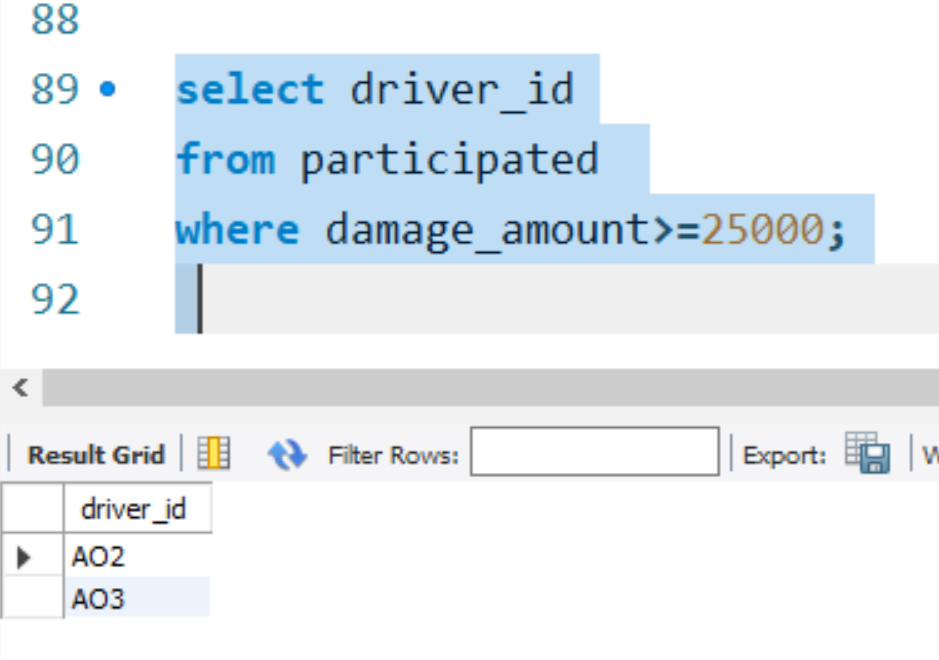 88
89 select driver_id
90 from participated
91 where damage_amount>=25000;
92
Result Grid Filter Rows: Export:
driver_id
AO2
AO3